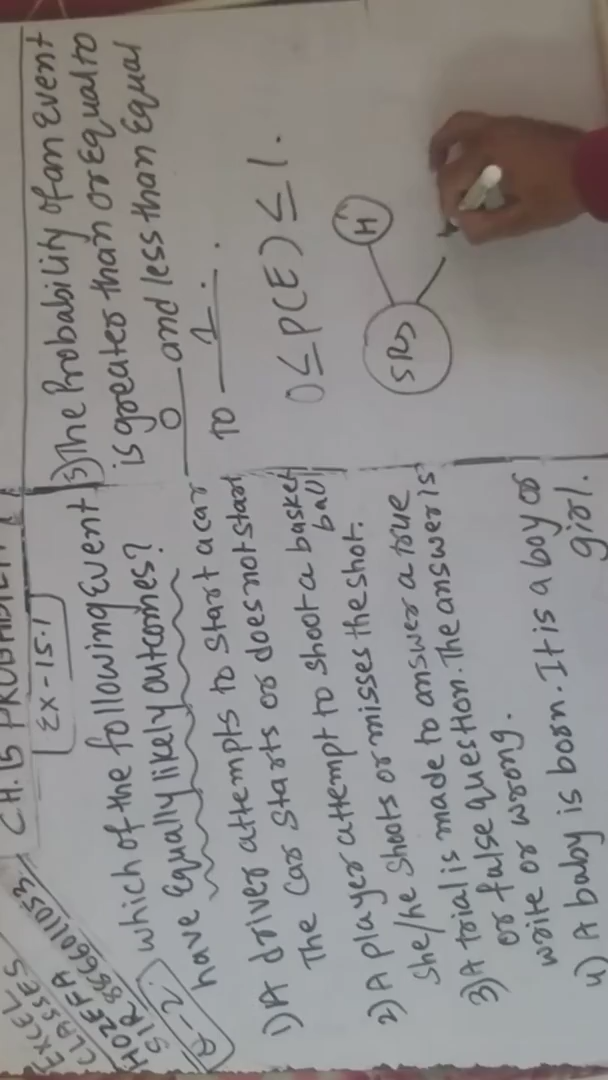 EXCEL
CLASSES
HOZEFA
SIR 8866011053.
CH. 15 PROBABILITY
EX-15.1
Q-2. which of the following Event
have Equally likely outcomes?
1) A driver attempts to start a car
The car starts or does not start
2) A player attempt to shoot a basket
ball
she/he shoots or misses the shot.
3) A trial is made to answer a true
or false question. The answer is
write or wrong.
4) A baby is born. It is a boy or
girl.
5) The Probability of an Event
is greater than or Equal to
0 and less than Equal
to 1.
0 ≤ P(E) ≤ 1.
H